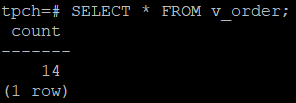 tpch=# SELECT * FROM v_order;
 count
-------
    14
(1 row)